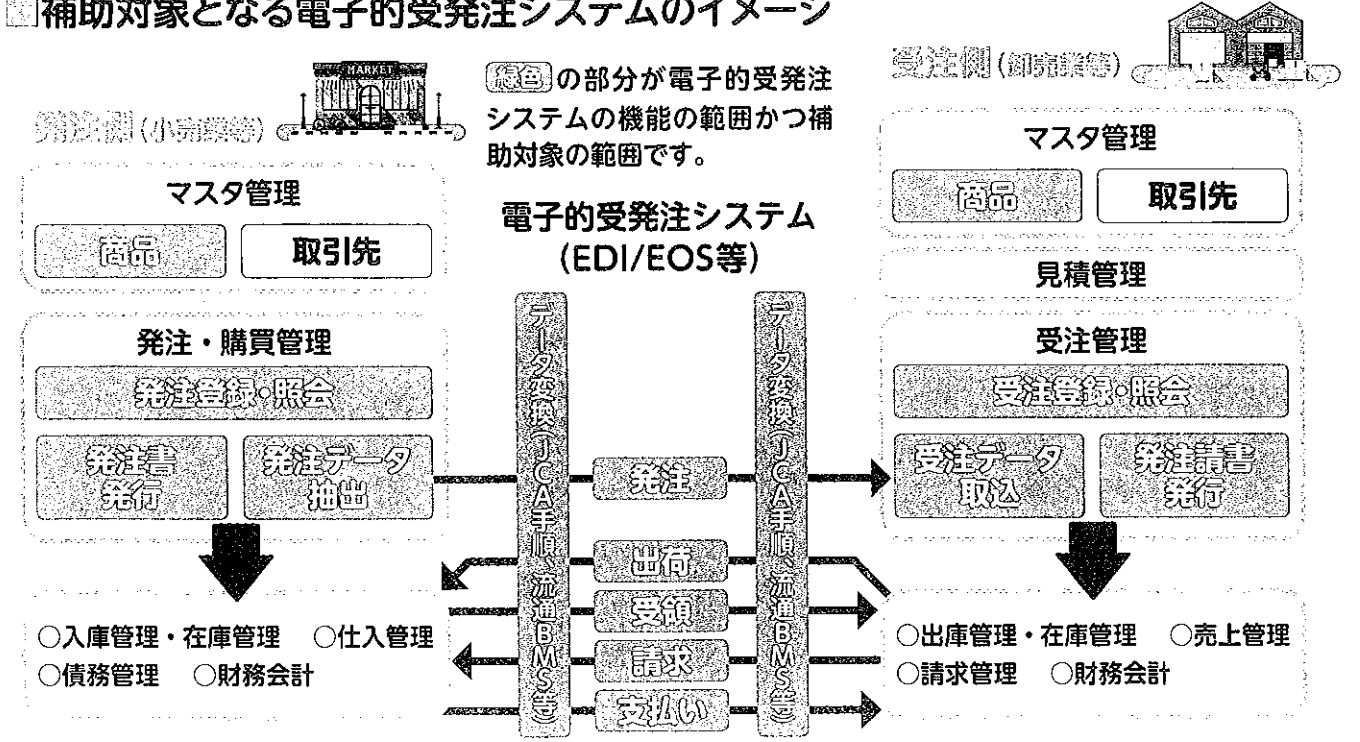 補助対象となる電子的受発注システムのイメージ
MARKET
発注側(小売業等)
緑色の部分が電子的受発注
システムの機能の範囲かつ補
助対象の範囲です。
受注側(卸売業等)
マスタ管理
商品
取引先
発注・購買管理
発注登録・照会
発注書
発行
発注データ
抽出
○入庫管理・在庫管理 ○仕入管理
○債務管理 ○財務会計
電子的受発注システム
(EDI/EOS等)
データ変換(JCA手順、流通BMS等)
発注
出荷
受領
請求
支払い
データ変換(JCA手順、流通BMS等)
マスタ管理
商品
取引先
見積管理
受注管理
受注登録・照会
受注データ
取込
発注請書
発行
○出庫管理・在庫管理 ○売上管理
○請求管理 ○財務会計